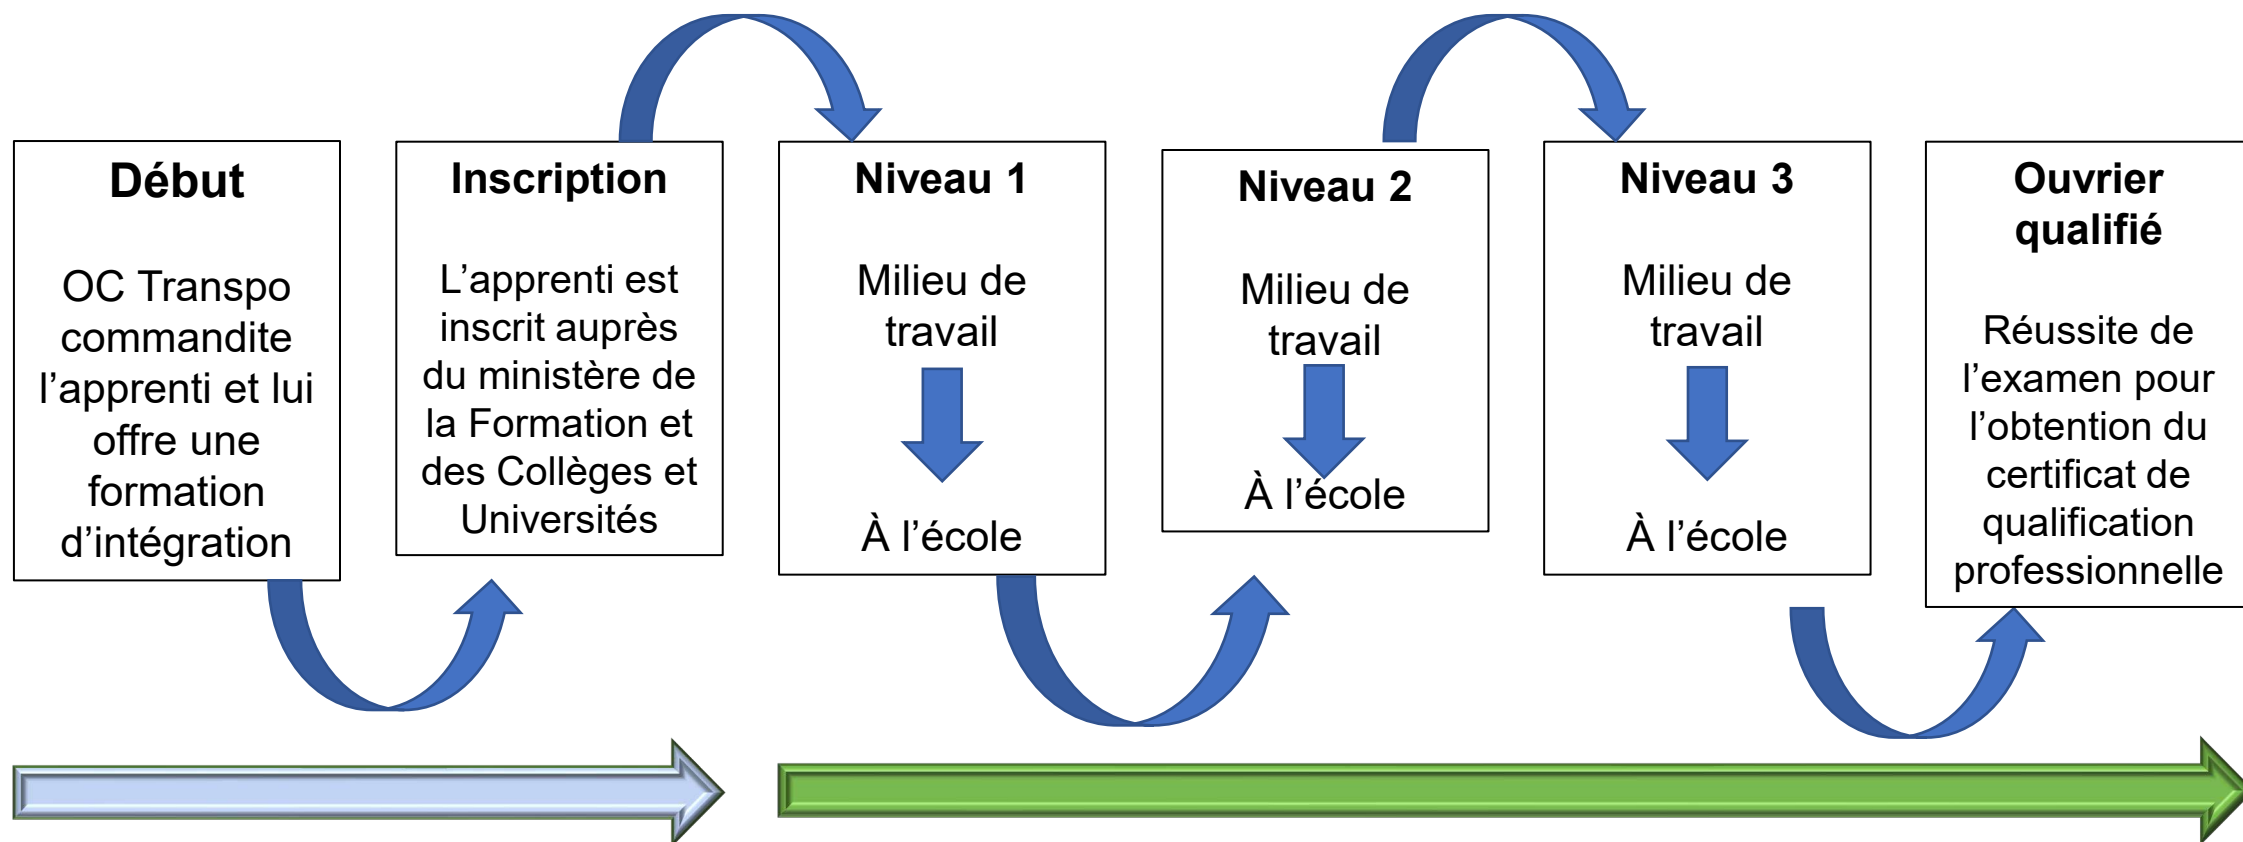 Début
OC Transpo
commandite
l’apprenti et lui
offre une
formation
d’intégration
Inscription
L’apprenti est
inscrit auprès
du ministère de
la Formation et
des Collèges et
Universités
Niveau 1
Milieu de
travail
À l’école
Niveau 2
Milieu de
travail
À l’école
Niveau 3
Milieu de
travail
À l’école
Ouvrier
qualifié
Réussite de
l’examen pour
l’obtention du
certificat de
qualification
professionnelle